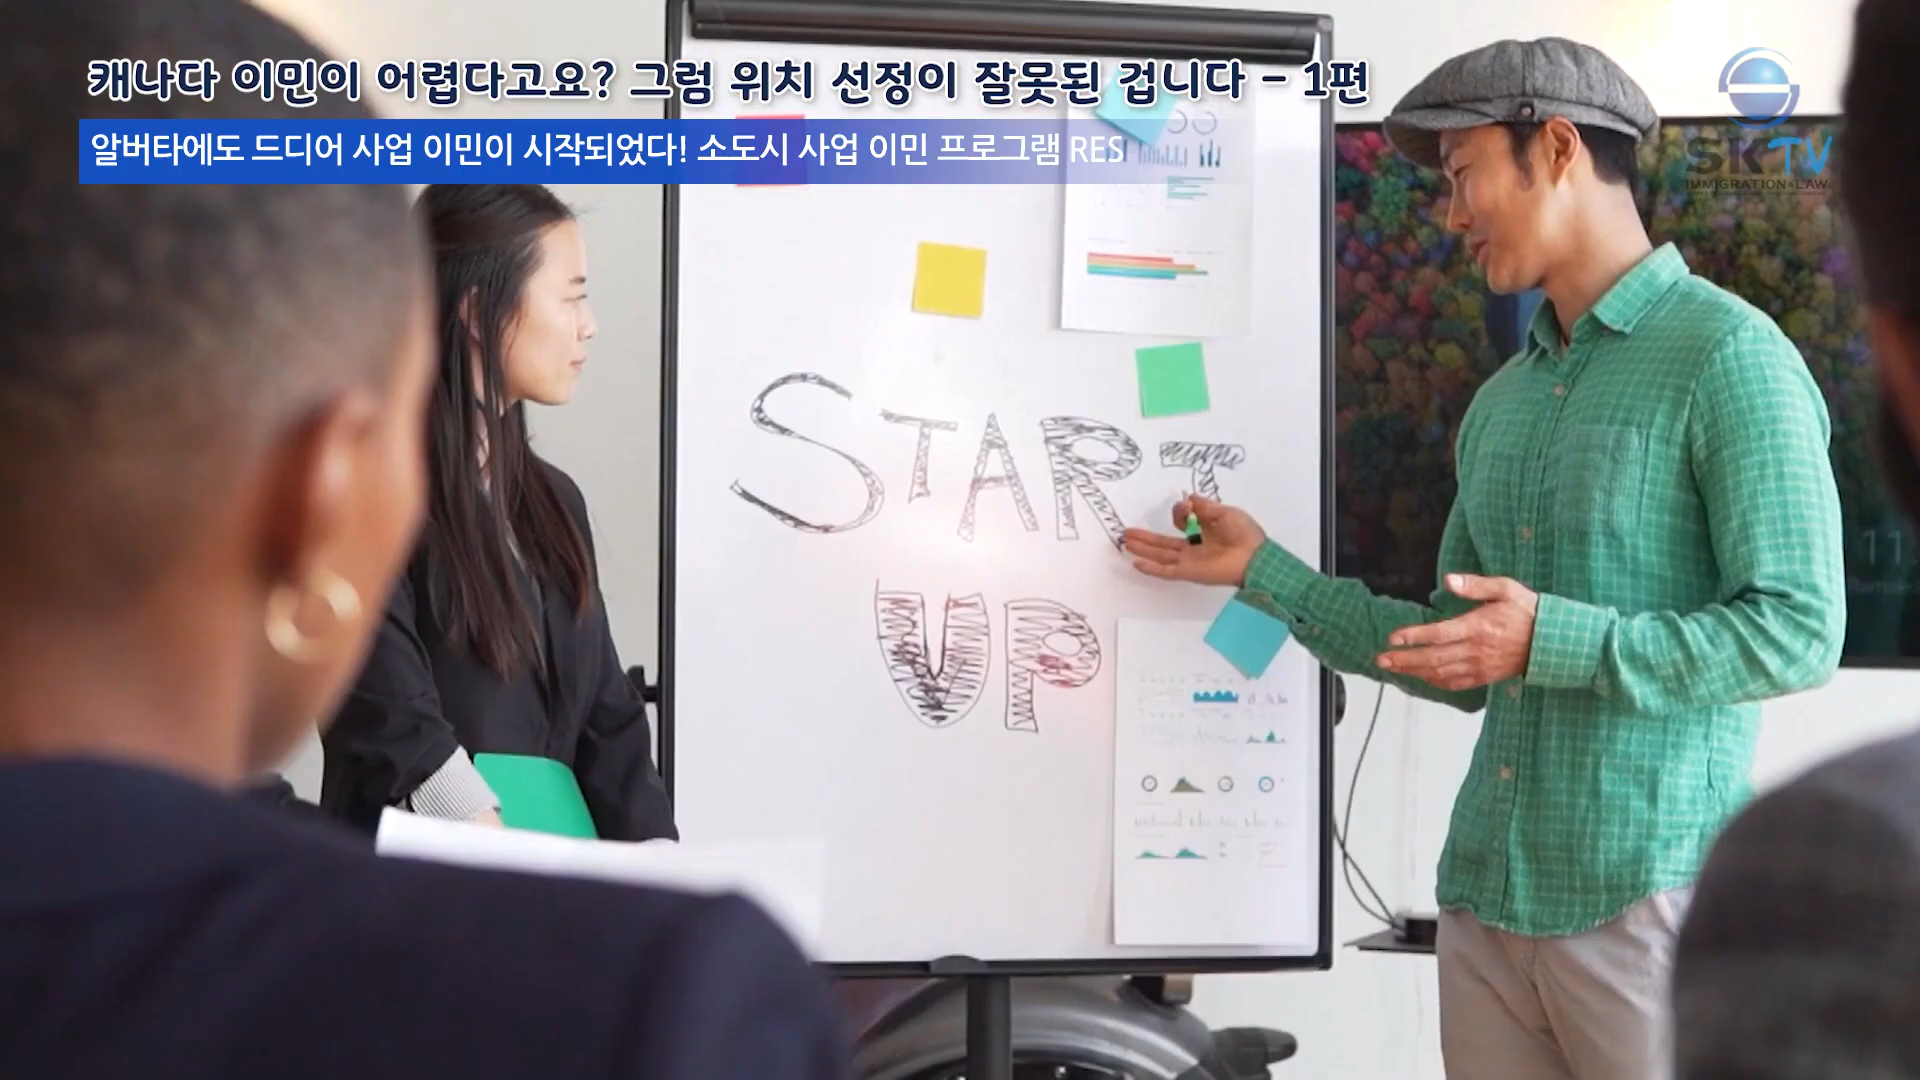 캐나다 이민이 어렵다고요? 그럼 위치 선정이 잘못된 겁니다 - 1편
알버타에도 드디어 사업 이민이 시작되었다! 소도시 사업 이민 프로그램 RES
SK TV
IMMIGRATION & LAW
START
UP
11